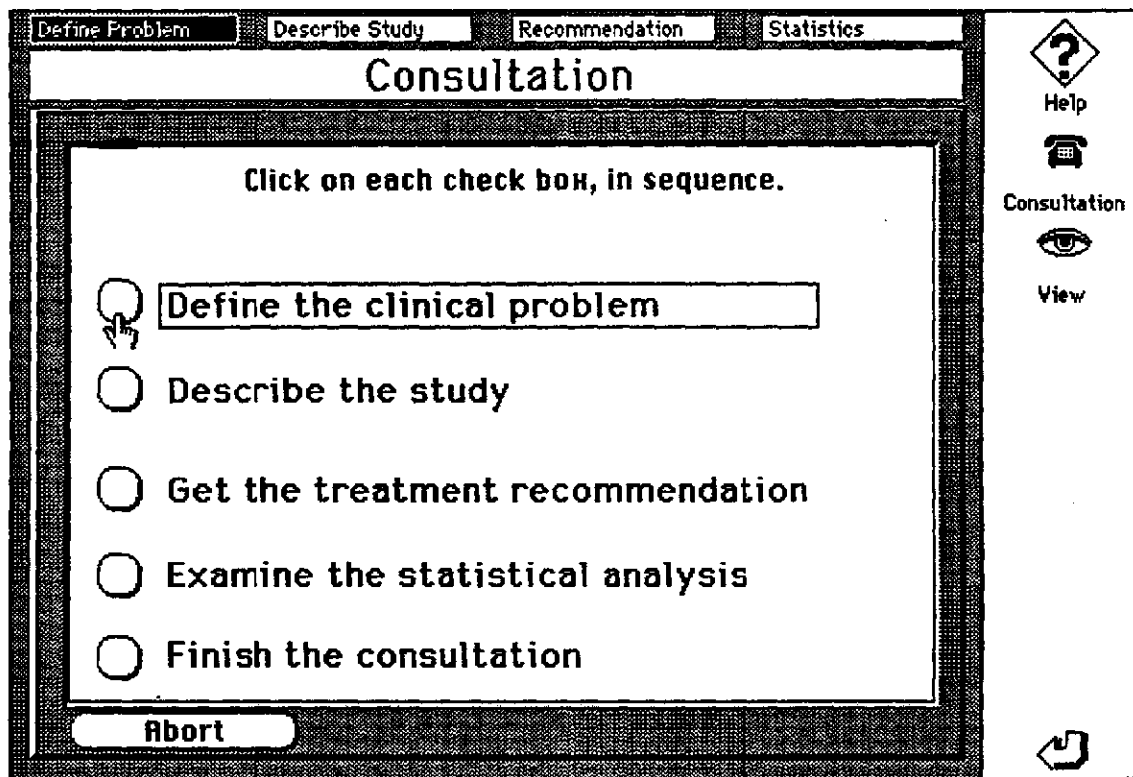 Define Problem Describe Study Recommendation Statistics
Consultation
Help
Consultation
View
Click on each check box, in sequence.
Define the clinical problem
Describe the study
Get the treatment recommendation
Examine the statistical analysis
Finish the consultation
Abort